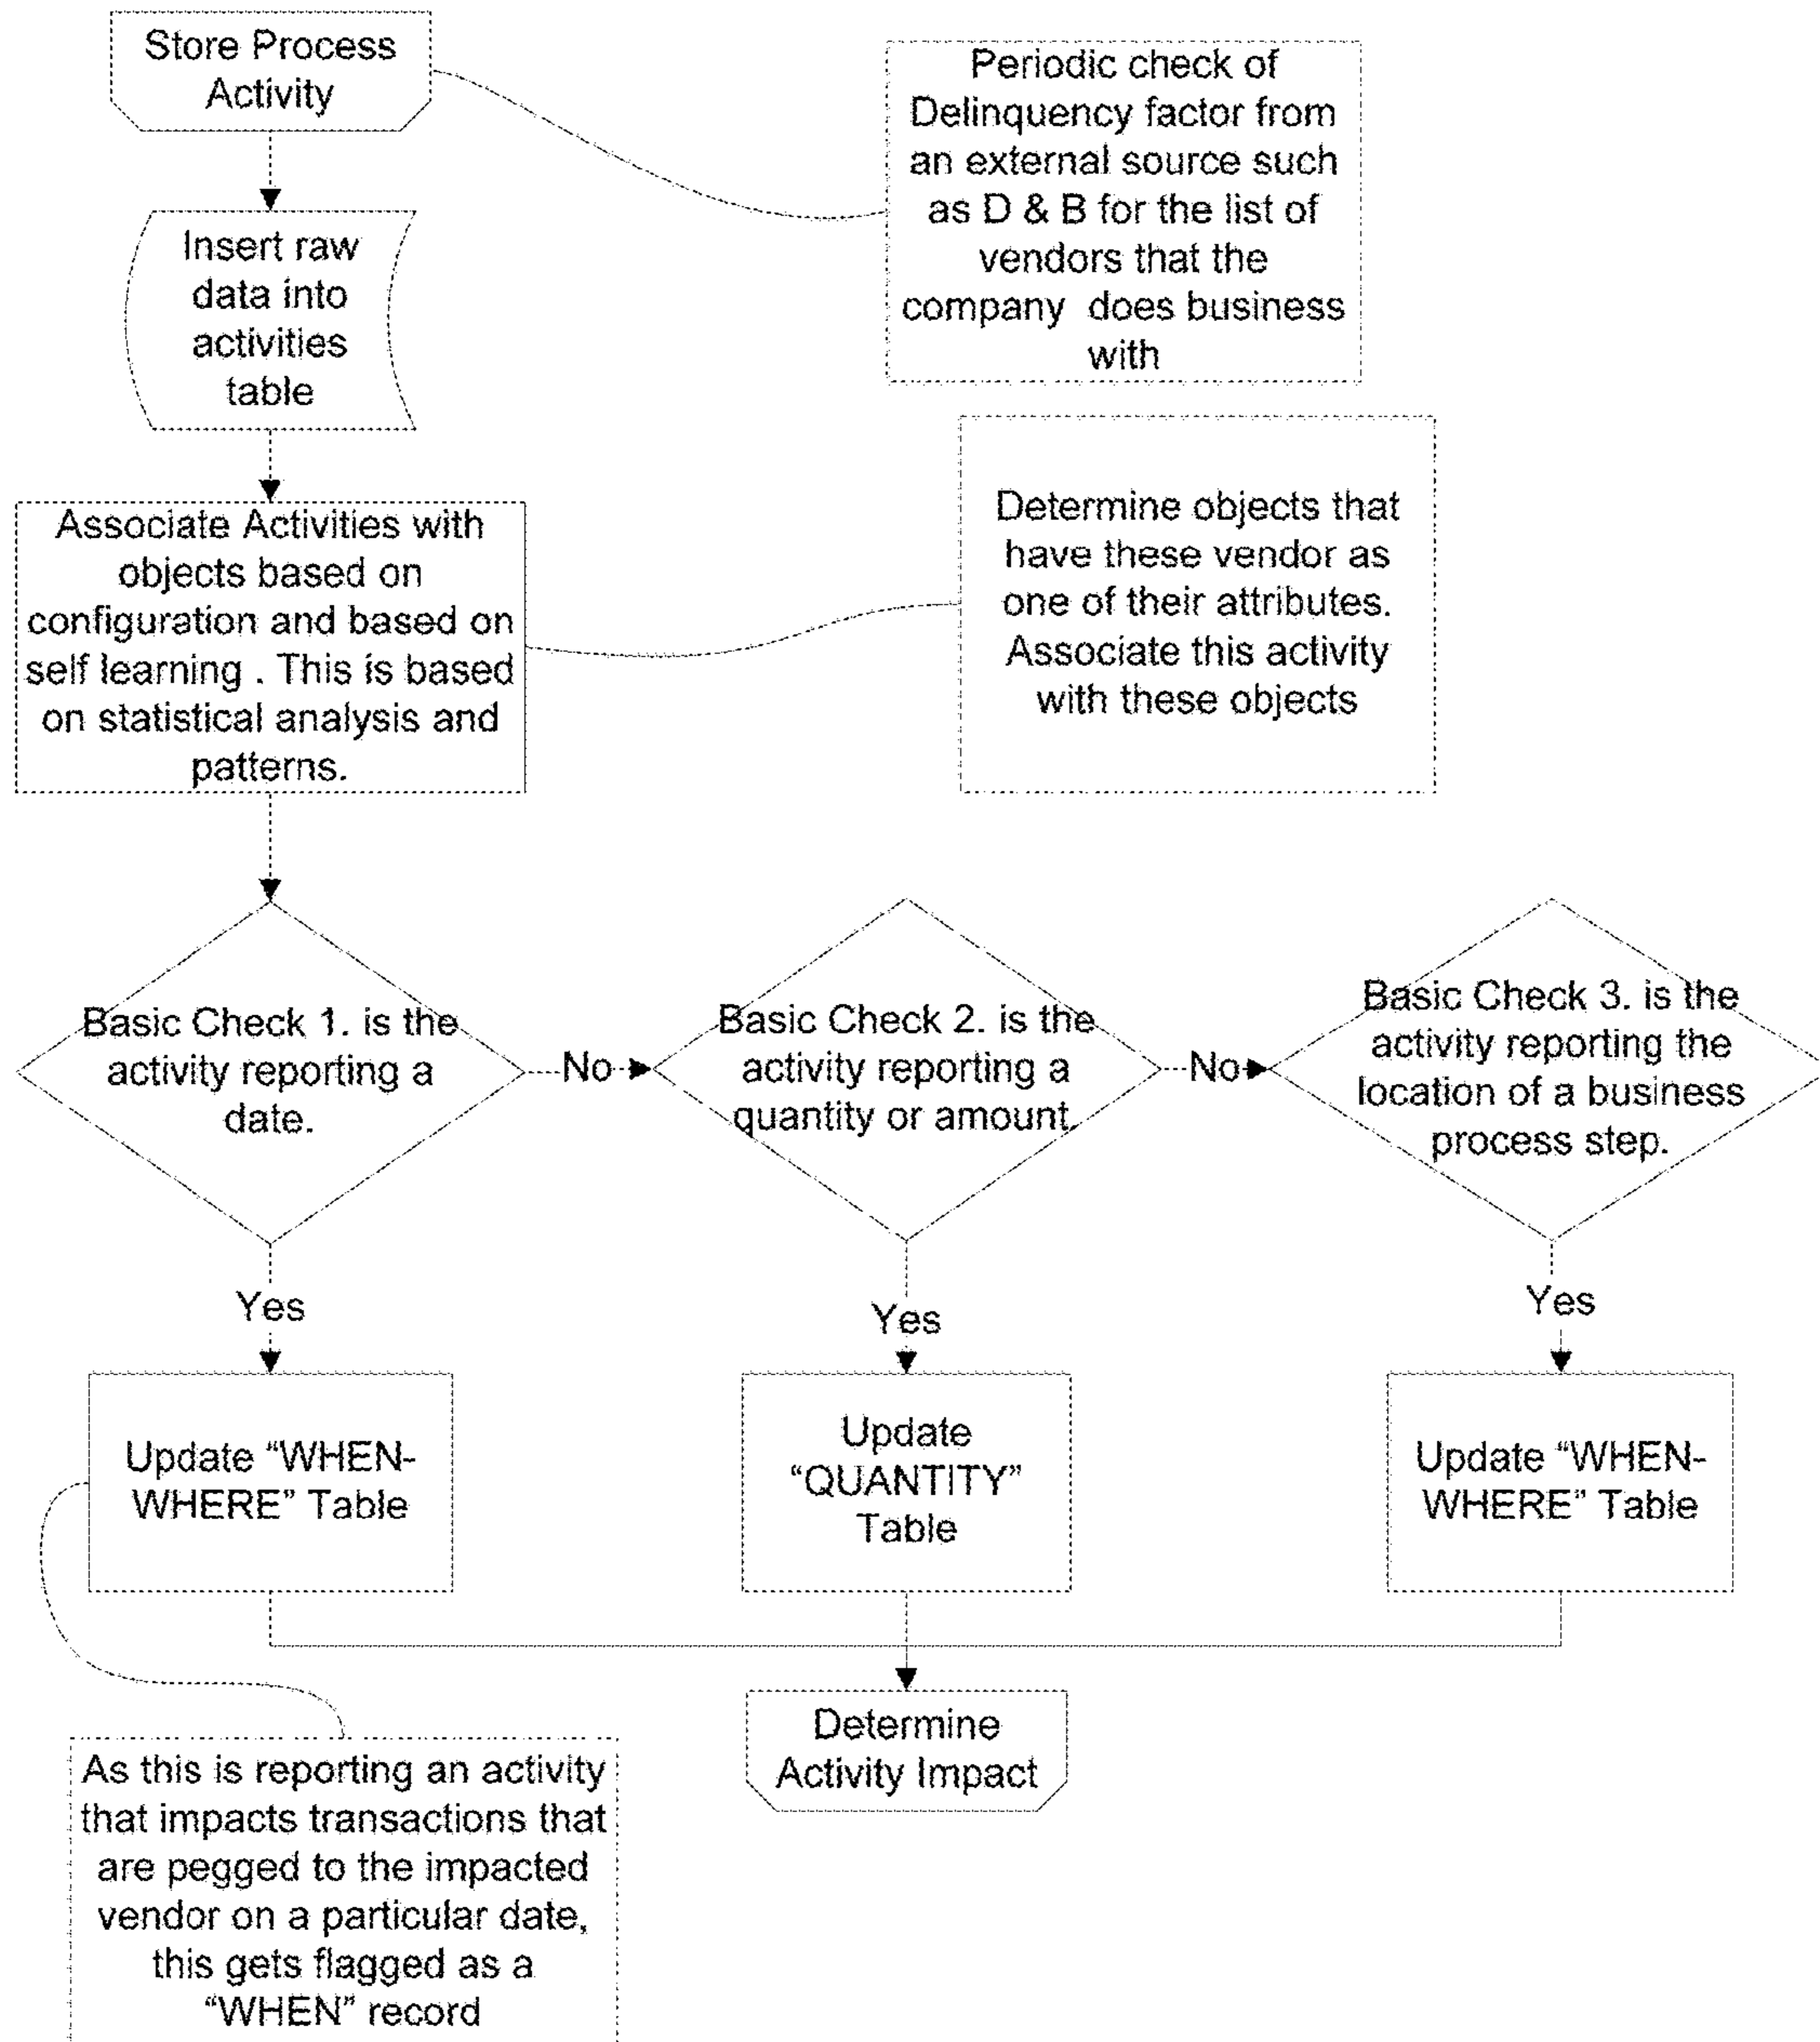 Store Process
Activity
Periodic check of
Delinquency factor from
an external source such
as D & B for the list of
vendors that the
company does business
with
Insert raw
data into
activities
table
Associate Activities with
objects based on
configuration and based on
self learning . This is based
on statistical analysis and
patterns.
Determine objects that
have these vendor as
one of their attributes.
Associate this activity
with these objects
Basic Check 1. is the
activity reporting a
date.
No
Basic Check 2. is the
activity reporting a
quantity or amount.
No
Basic Check 3. is the
activity reporting the
location of a business
process step.
Yes
Yes
Yes
Update “WHEN-
WHERE” Table
Update
“QUANTITY”
Table
Update “WHEN-
WHERE” Table
Determine
Activity Impact
As this is reporting an activity
that impacts transactions that
are pegged to the impacted
vendor on a particular date,
this gets flagged as a
“WHEN” record